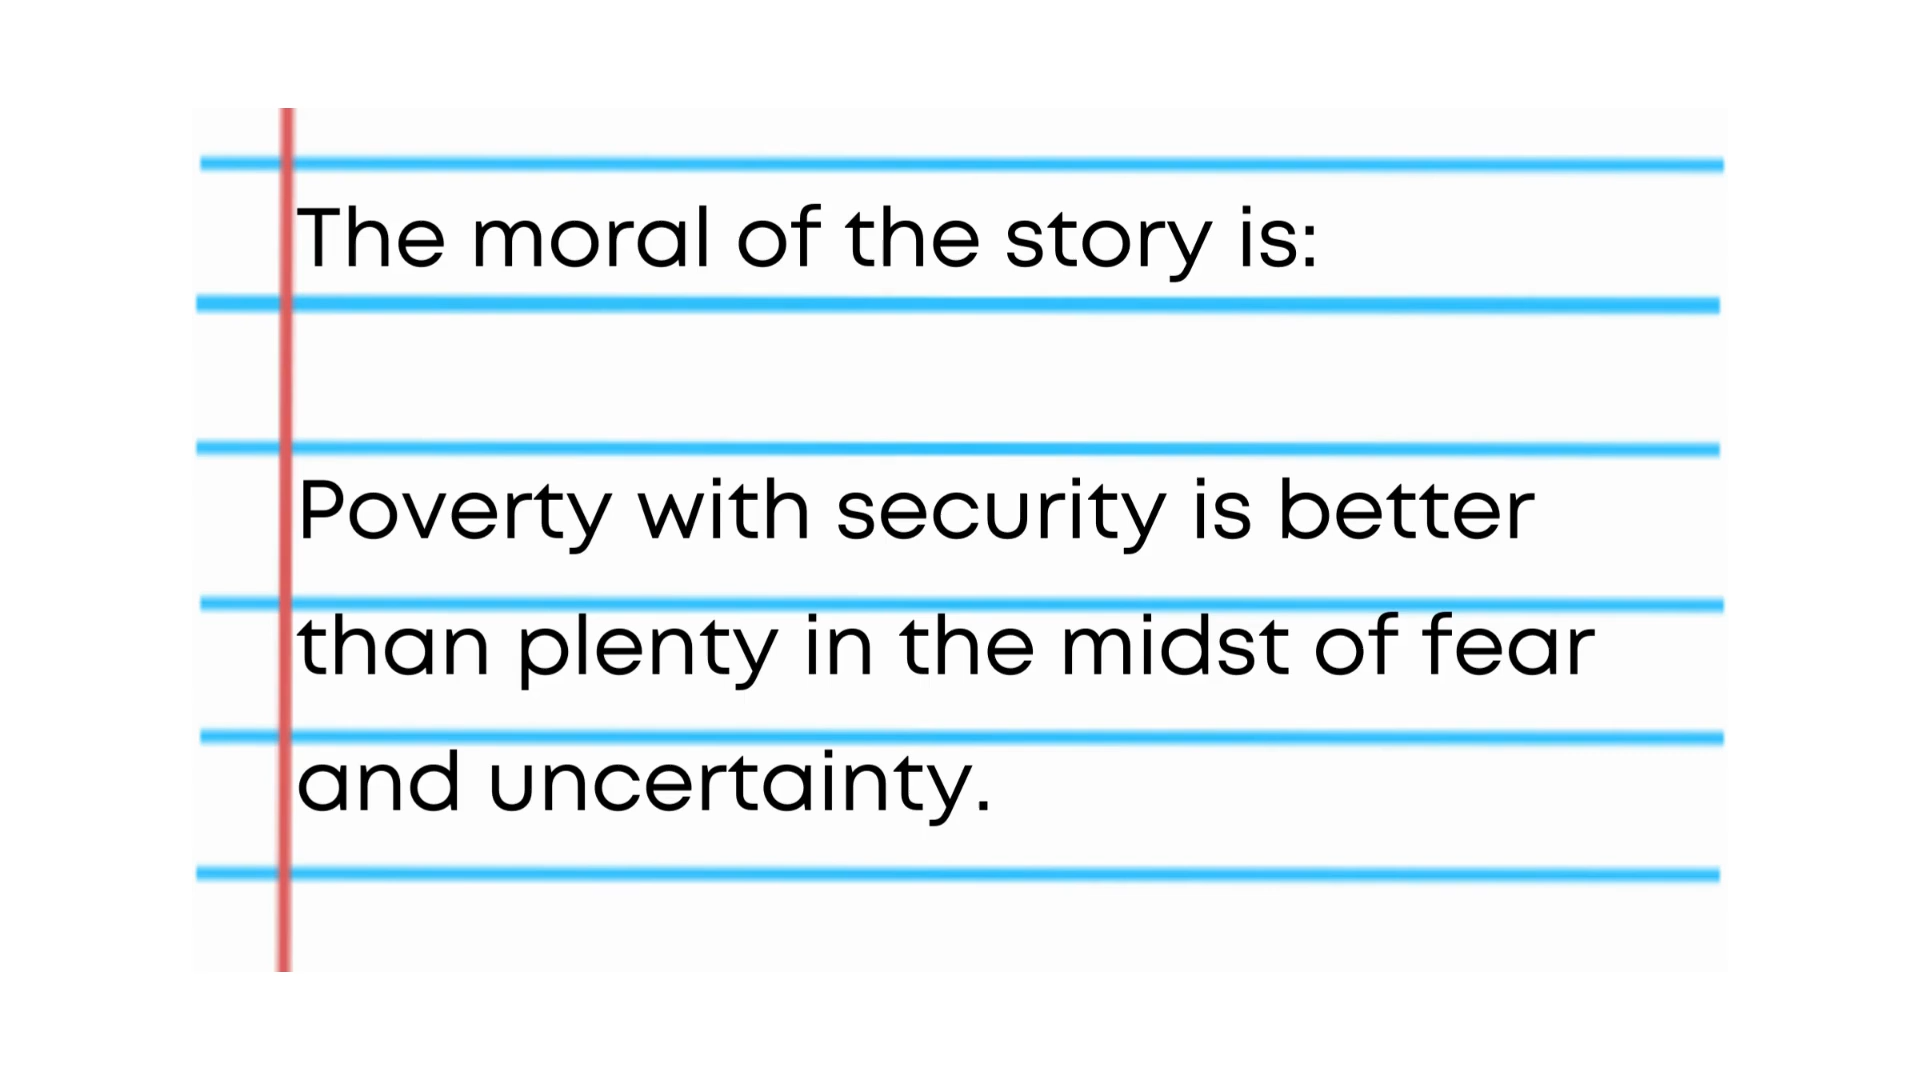 The moral of the story is:
Poverty with security is better
than plenty in the midst of fear
and uncertainty.